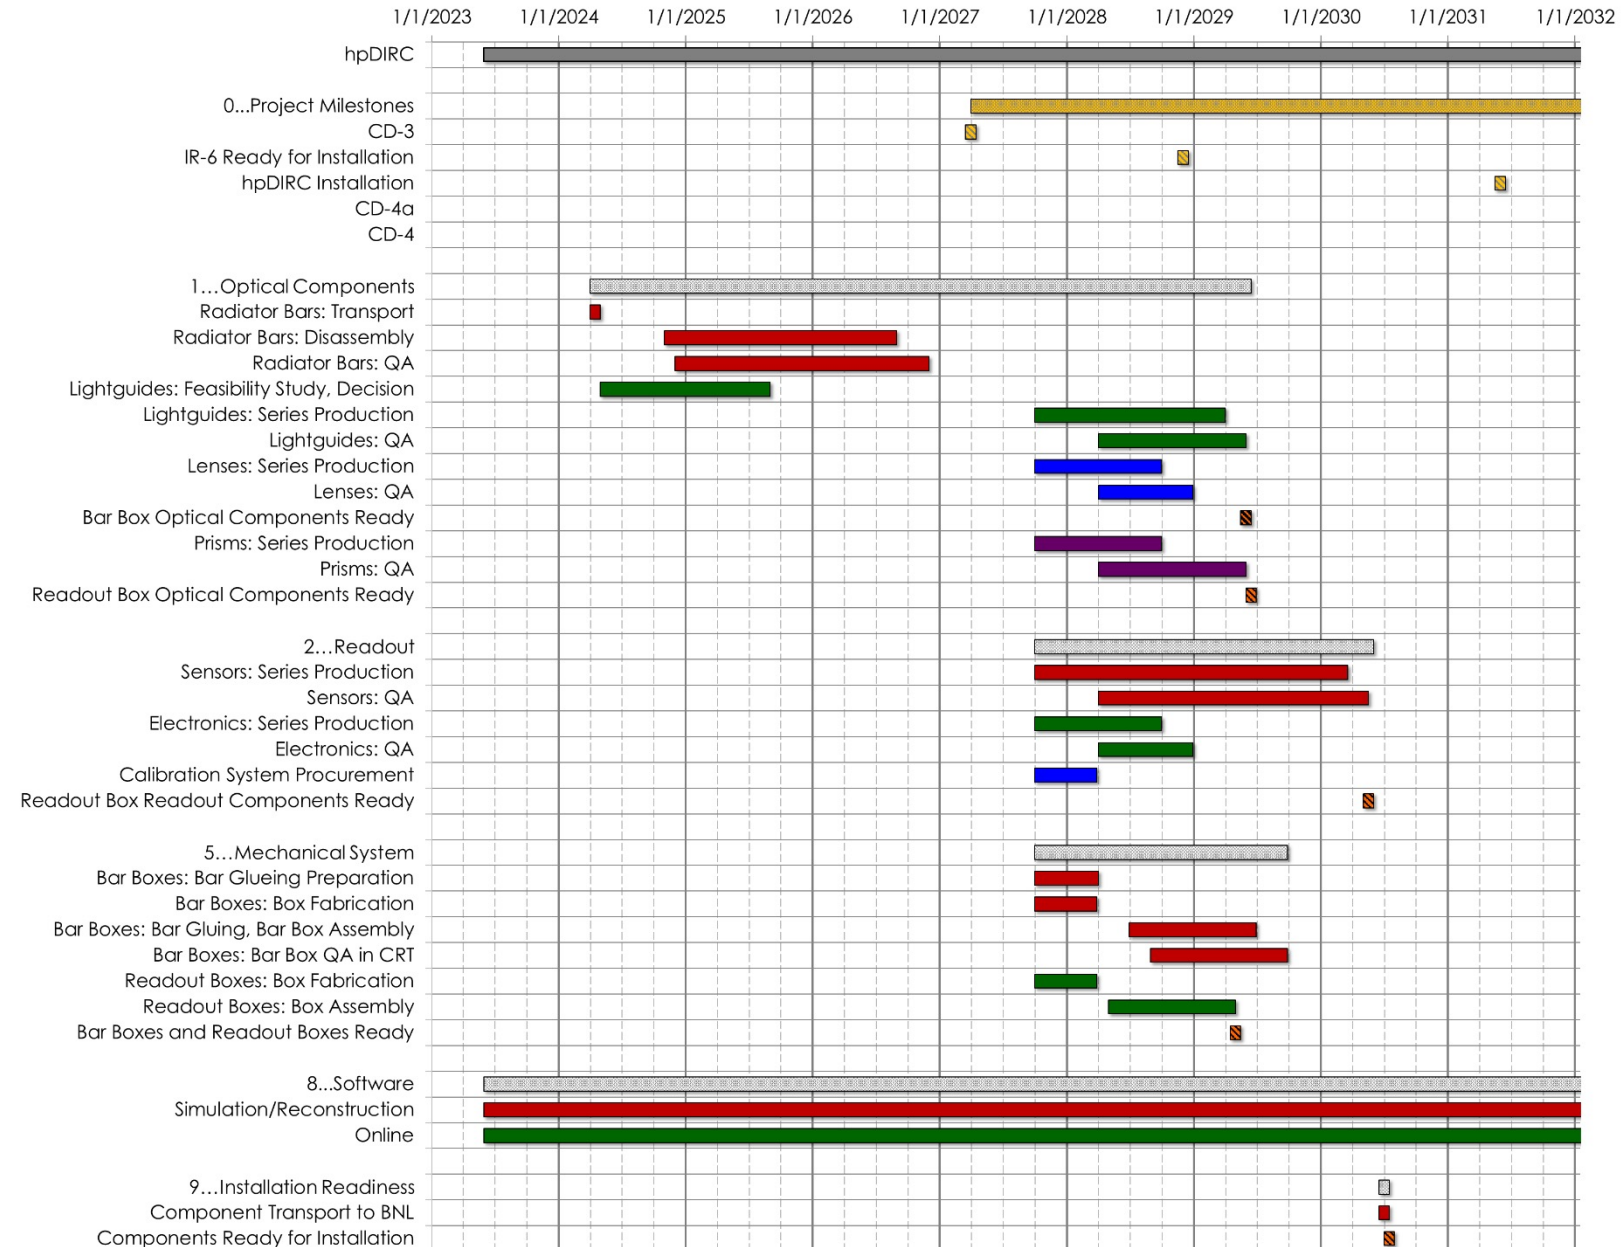 1/1/2023 1/1/2024 1/1/2025 1/1/2026 1/1/2027 1/1/2028 1/1/2029 1/1/2030 1/1/2031 1/1/2032
hpDIRC
0...Project Milestones
CD-3
IR-6 Ready for Installation
hpDIRC Installation
CD-4a
CD-4
1...Optical Components
Radiator Bars: Transport
Radiator Bars: Disassembly
Radiator Bars: QA
Lightguides: Feasibility Study, Decision
Lightguides: Series Production
Lightguides: QA
Lenses: Series Production
Lenses: QA
Bar Box Optical Components Ready
Prisms: Series Production
Prisms: QA
Readout Box Optical Components Ready
2...Readout
Sensors: Series Production
Sensors: QA
Electronics: Series Production
Electronics: QA
Calibration System Procurement
Readout Box Readout Components Ready
5...Mechanical System
Bar Boxes: Bar Glueing Preparation
Bar Boxes: Box Fabrication
Bar Boxes: Bar Gluing, Bar Box Assembly
Bar Boxes: Bar Box QA in CRT
Readout Boxes: Box Fabrication
Readout Boxes: Box Assembly
Bar Boxes and Readout Boxes Ready
8...Software
Simulation/Reconstruction
Online
9...Installation Readiness
Component Transport to BNL
Components Ready for Installation